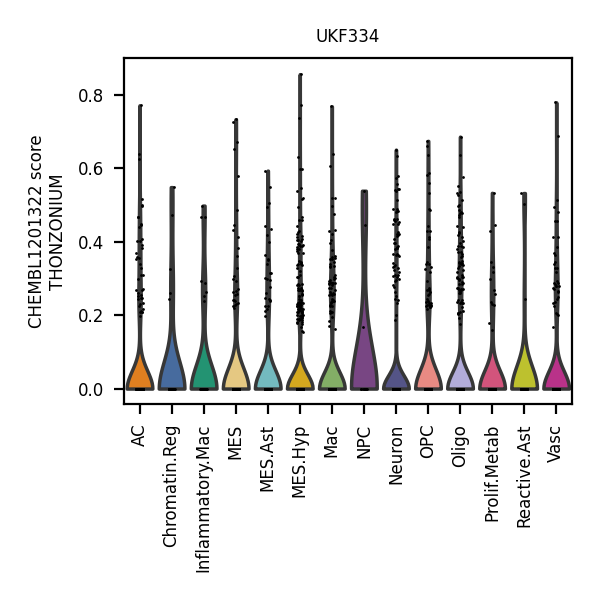 UKF334
CHEMBL1201322 score
THONZONIUM
0.8
0.6
0.4
0.2
0.0
AC
Chromatin.Reg
Inflammatory.Mac
MES
MES.Ast
MES.Hyp
Mac
NPC
Neuron
OPC
Oligo
Prolif.Metab
Reactive.Ast
Vasc